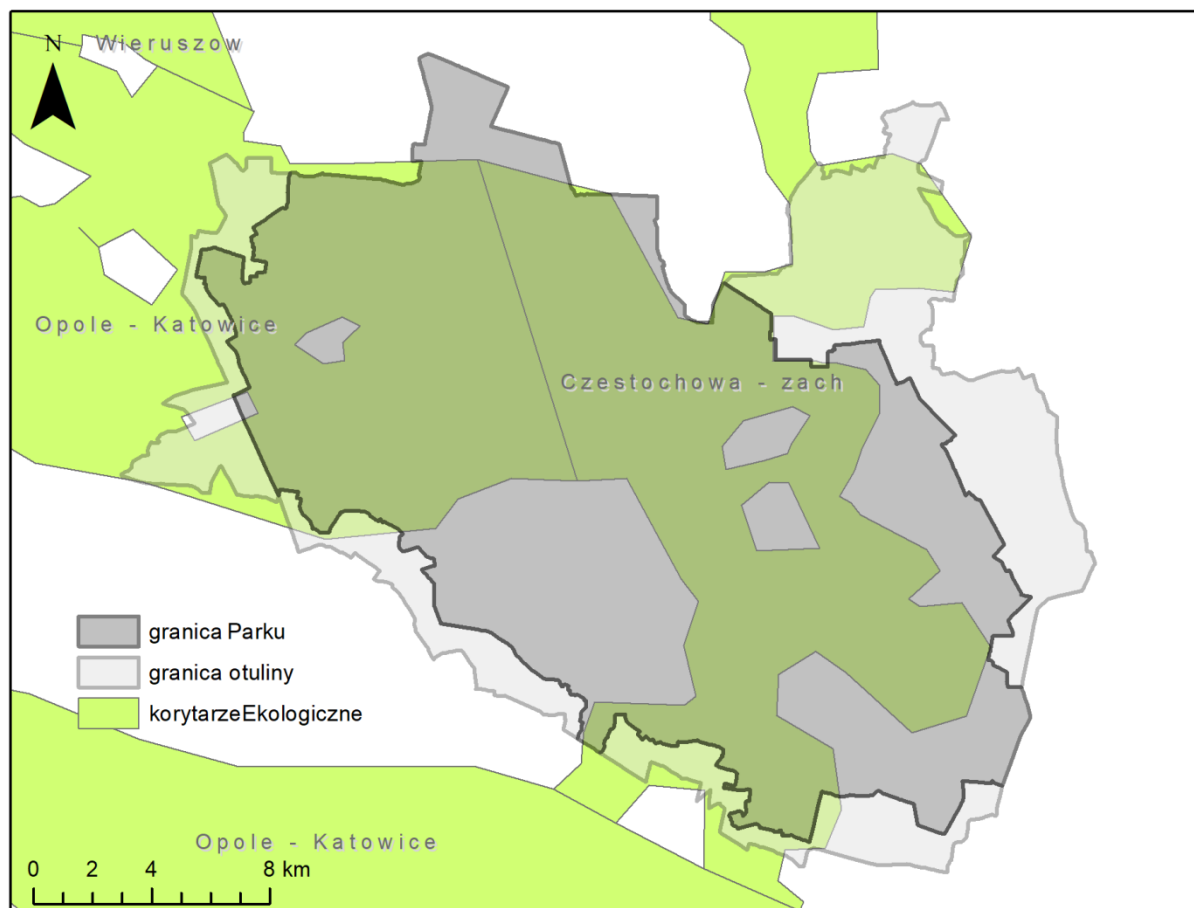 Wieruszow
N
Opole - Katowice
Czestochowa - zach
granica Parku
granica otuliny
korytarzeEkologiczne
Opole - Katowice
0 2 4 8 km